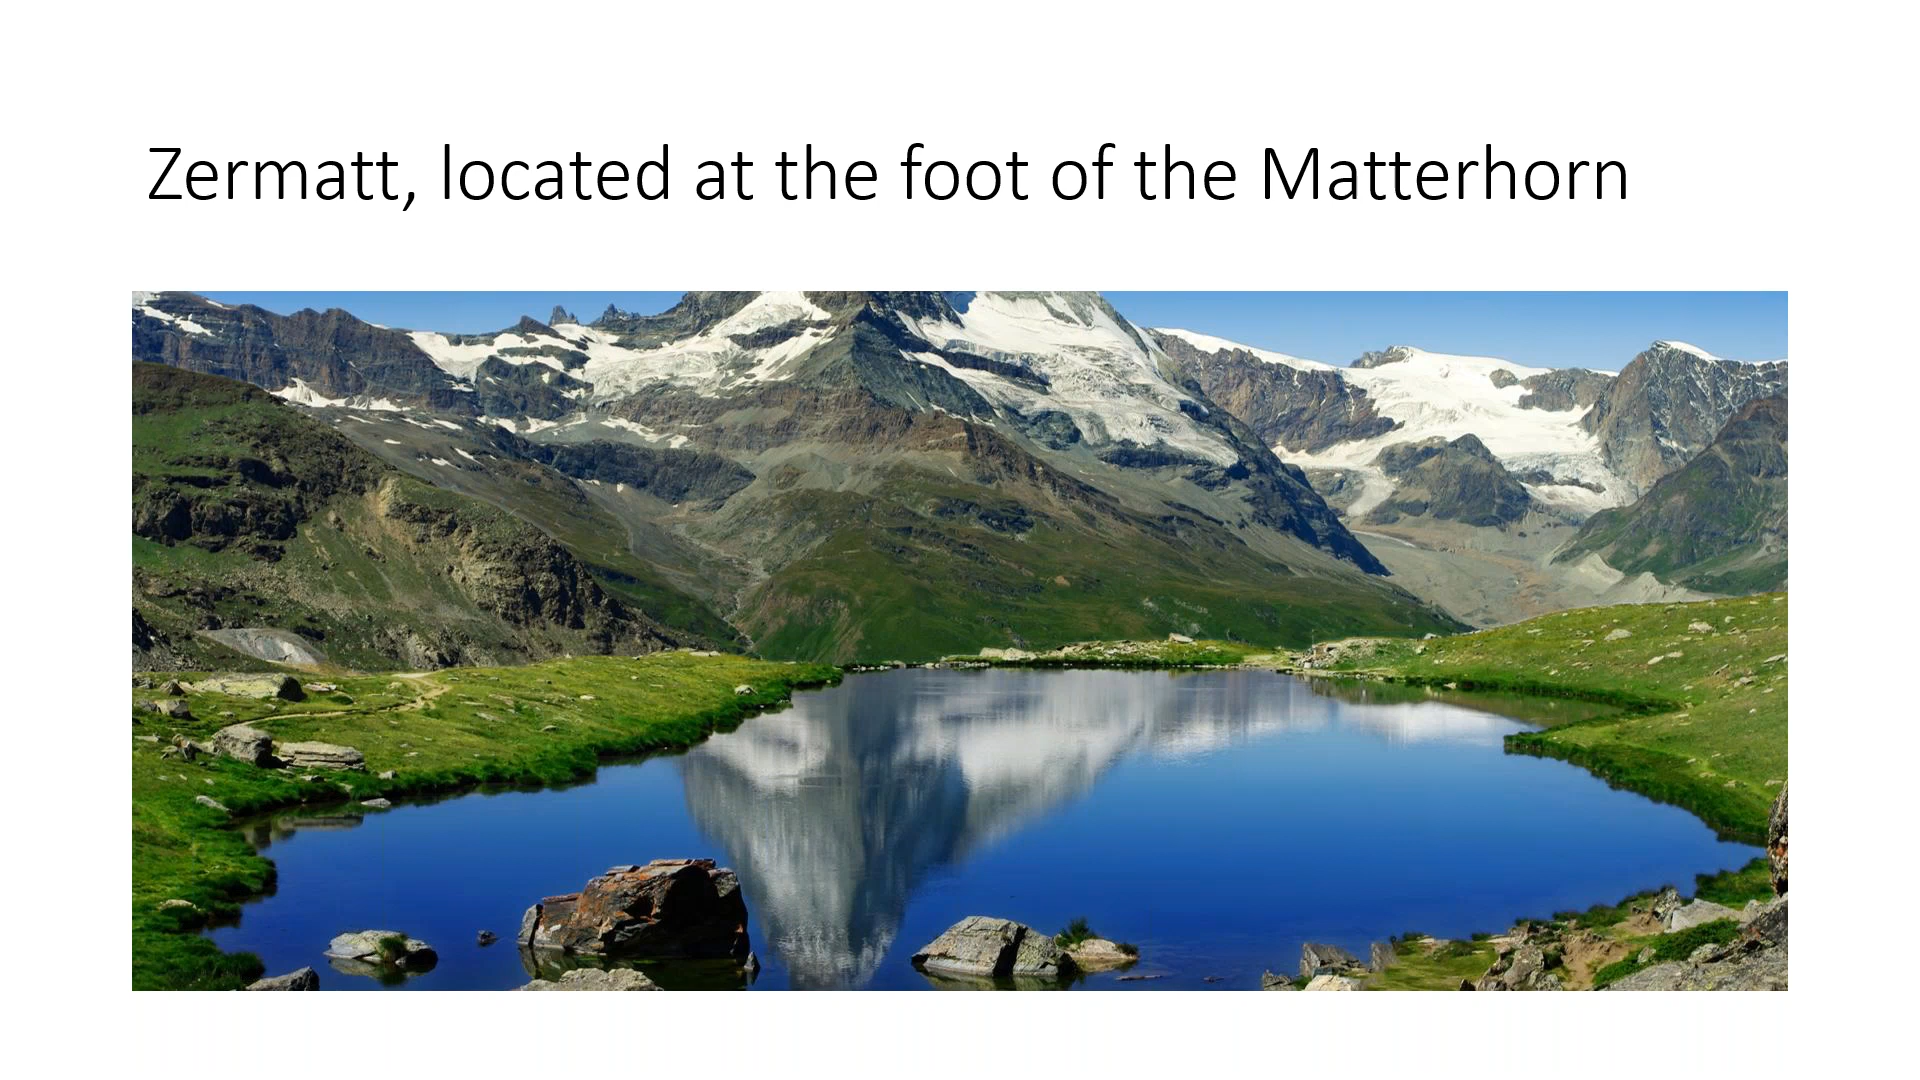 Zermatt, located at the foot of the Matterhorn